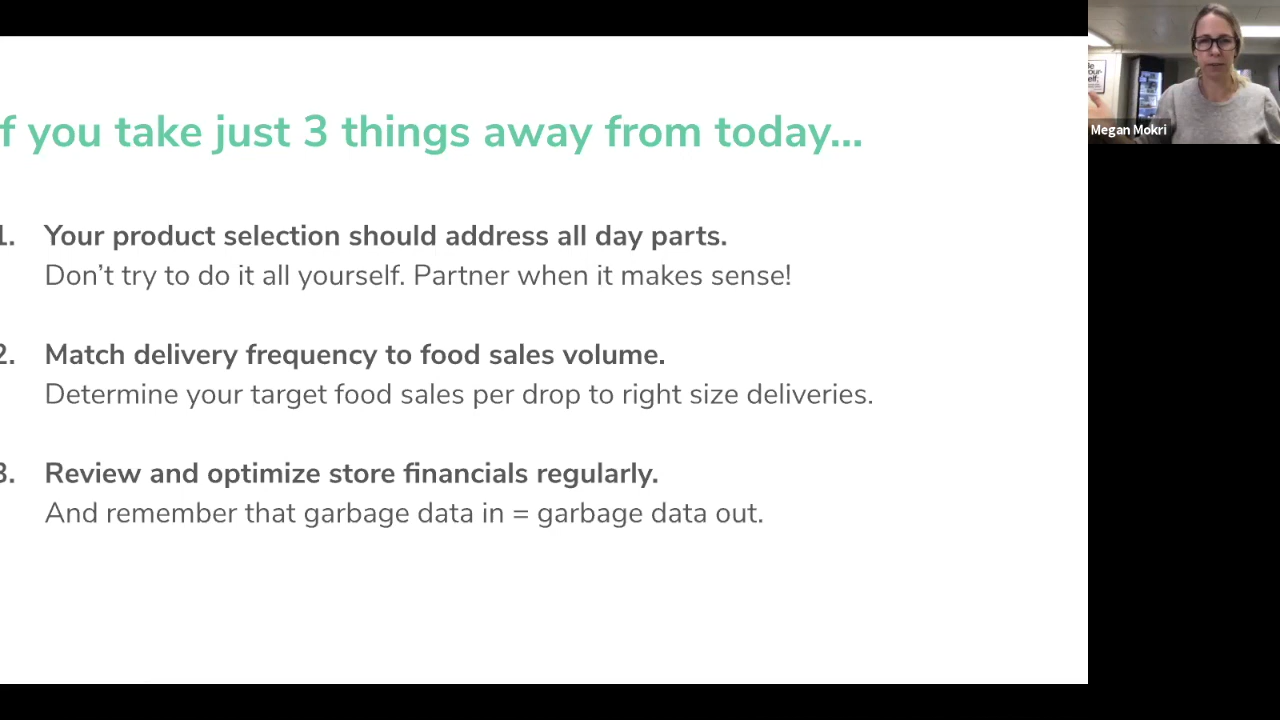 f you take just 3 things away from today...
1. Your product selection should address all day parts.
Don't try to do it all yourself. Partner when it makes sense!
2. Match delivery frequency to food sales volume.
Determine your target food sales per drop to right size deliveries.
3. Review and optimize store financials regularly.
And remember that garbage data in = garbage data out.
Megan Mokri